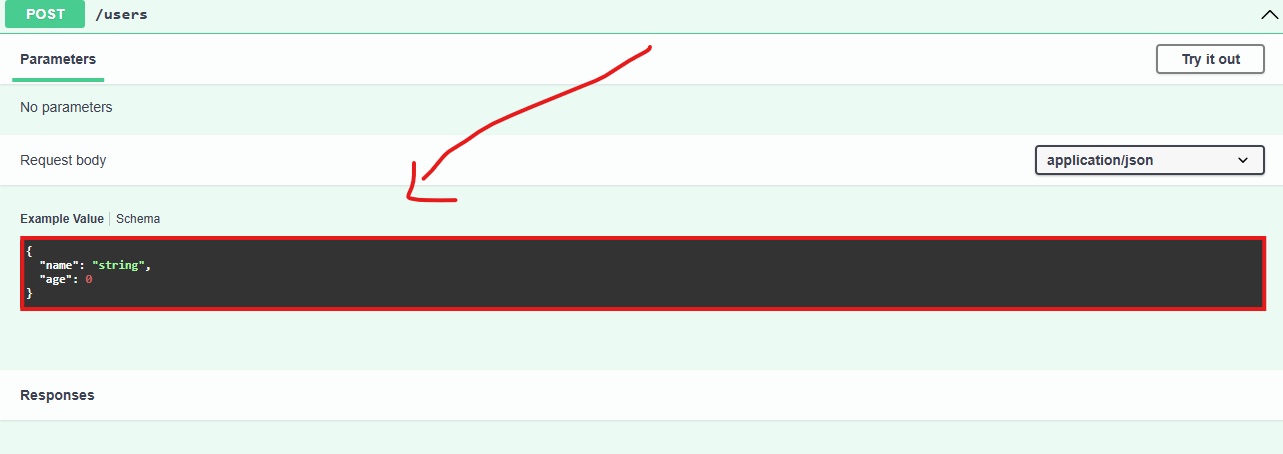 POST /users
Parameters
Try it out
No parameters
Request body
application/json
Example Value | Schema
{
  "name": "string",
  "age": 0
}
Responses